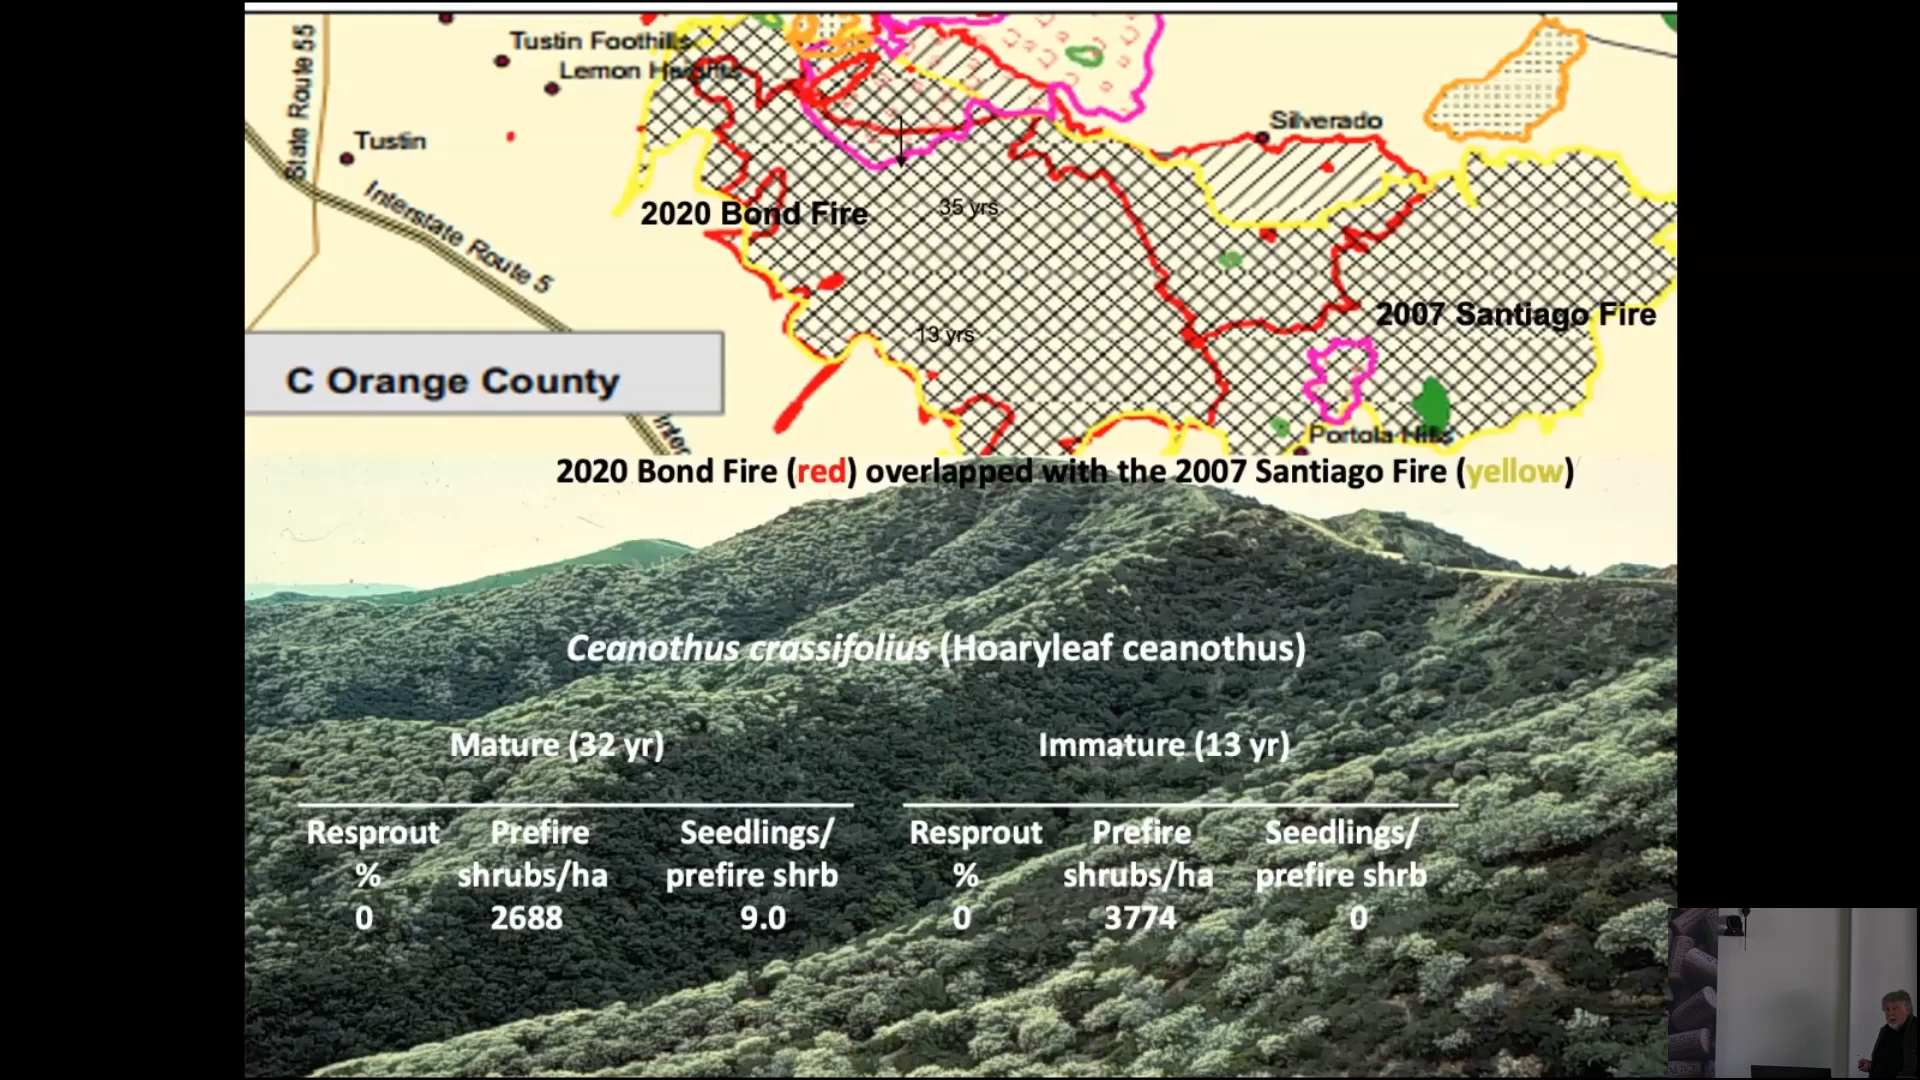 State Route 55
Tustin Foothills
Lemon Heights
Tustin
Interstate Route 5
Silverado
2020 Bond Fire
35 yrs
2007 Santiago Fire
13 yrs
C Orange County
Inter
Portola Hills
2020 Bond Fire (red) overlapped with the 2007 Santiago Fire (yellow)
Ceanothus crassifolius (Hoaryleaf ceanothus)
Mature (32 yr) Immature (13 yr)
Resprout Prefire Seedlings/ Resprout Prefire Seedlings/
% shrubs/ha prefire shrb % shrubs/ha prefire shrb
0 2688 9.0 0 3774 0